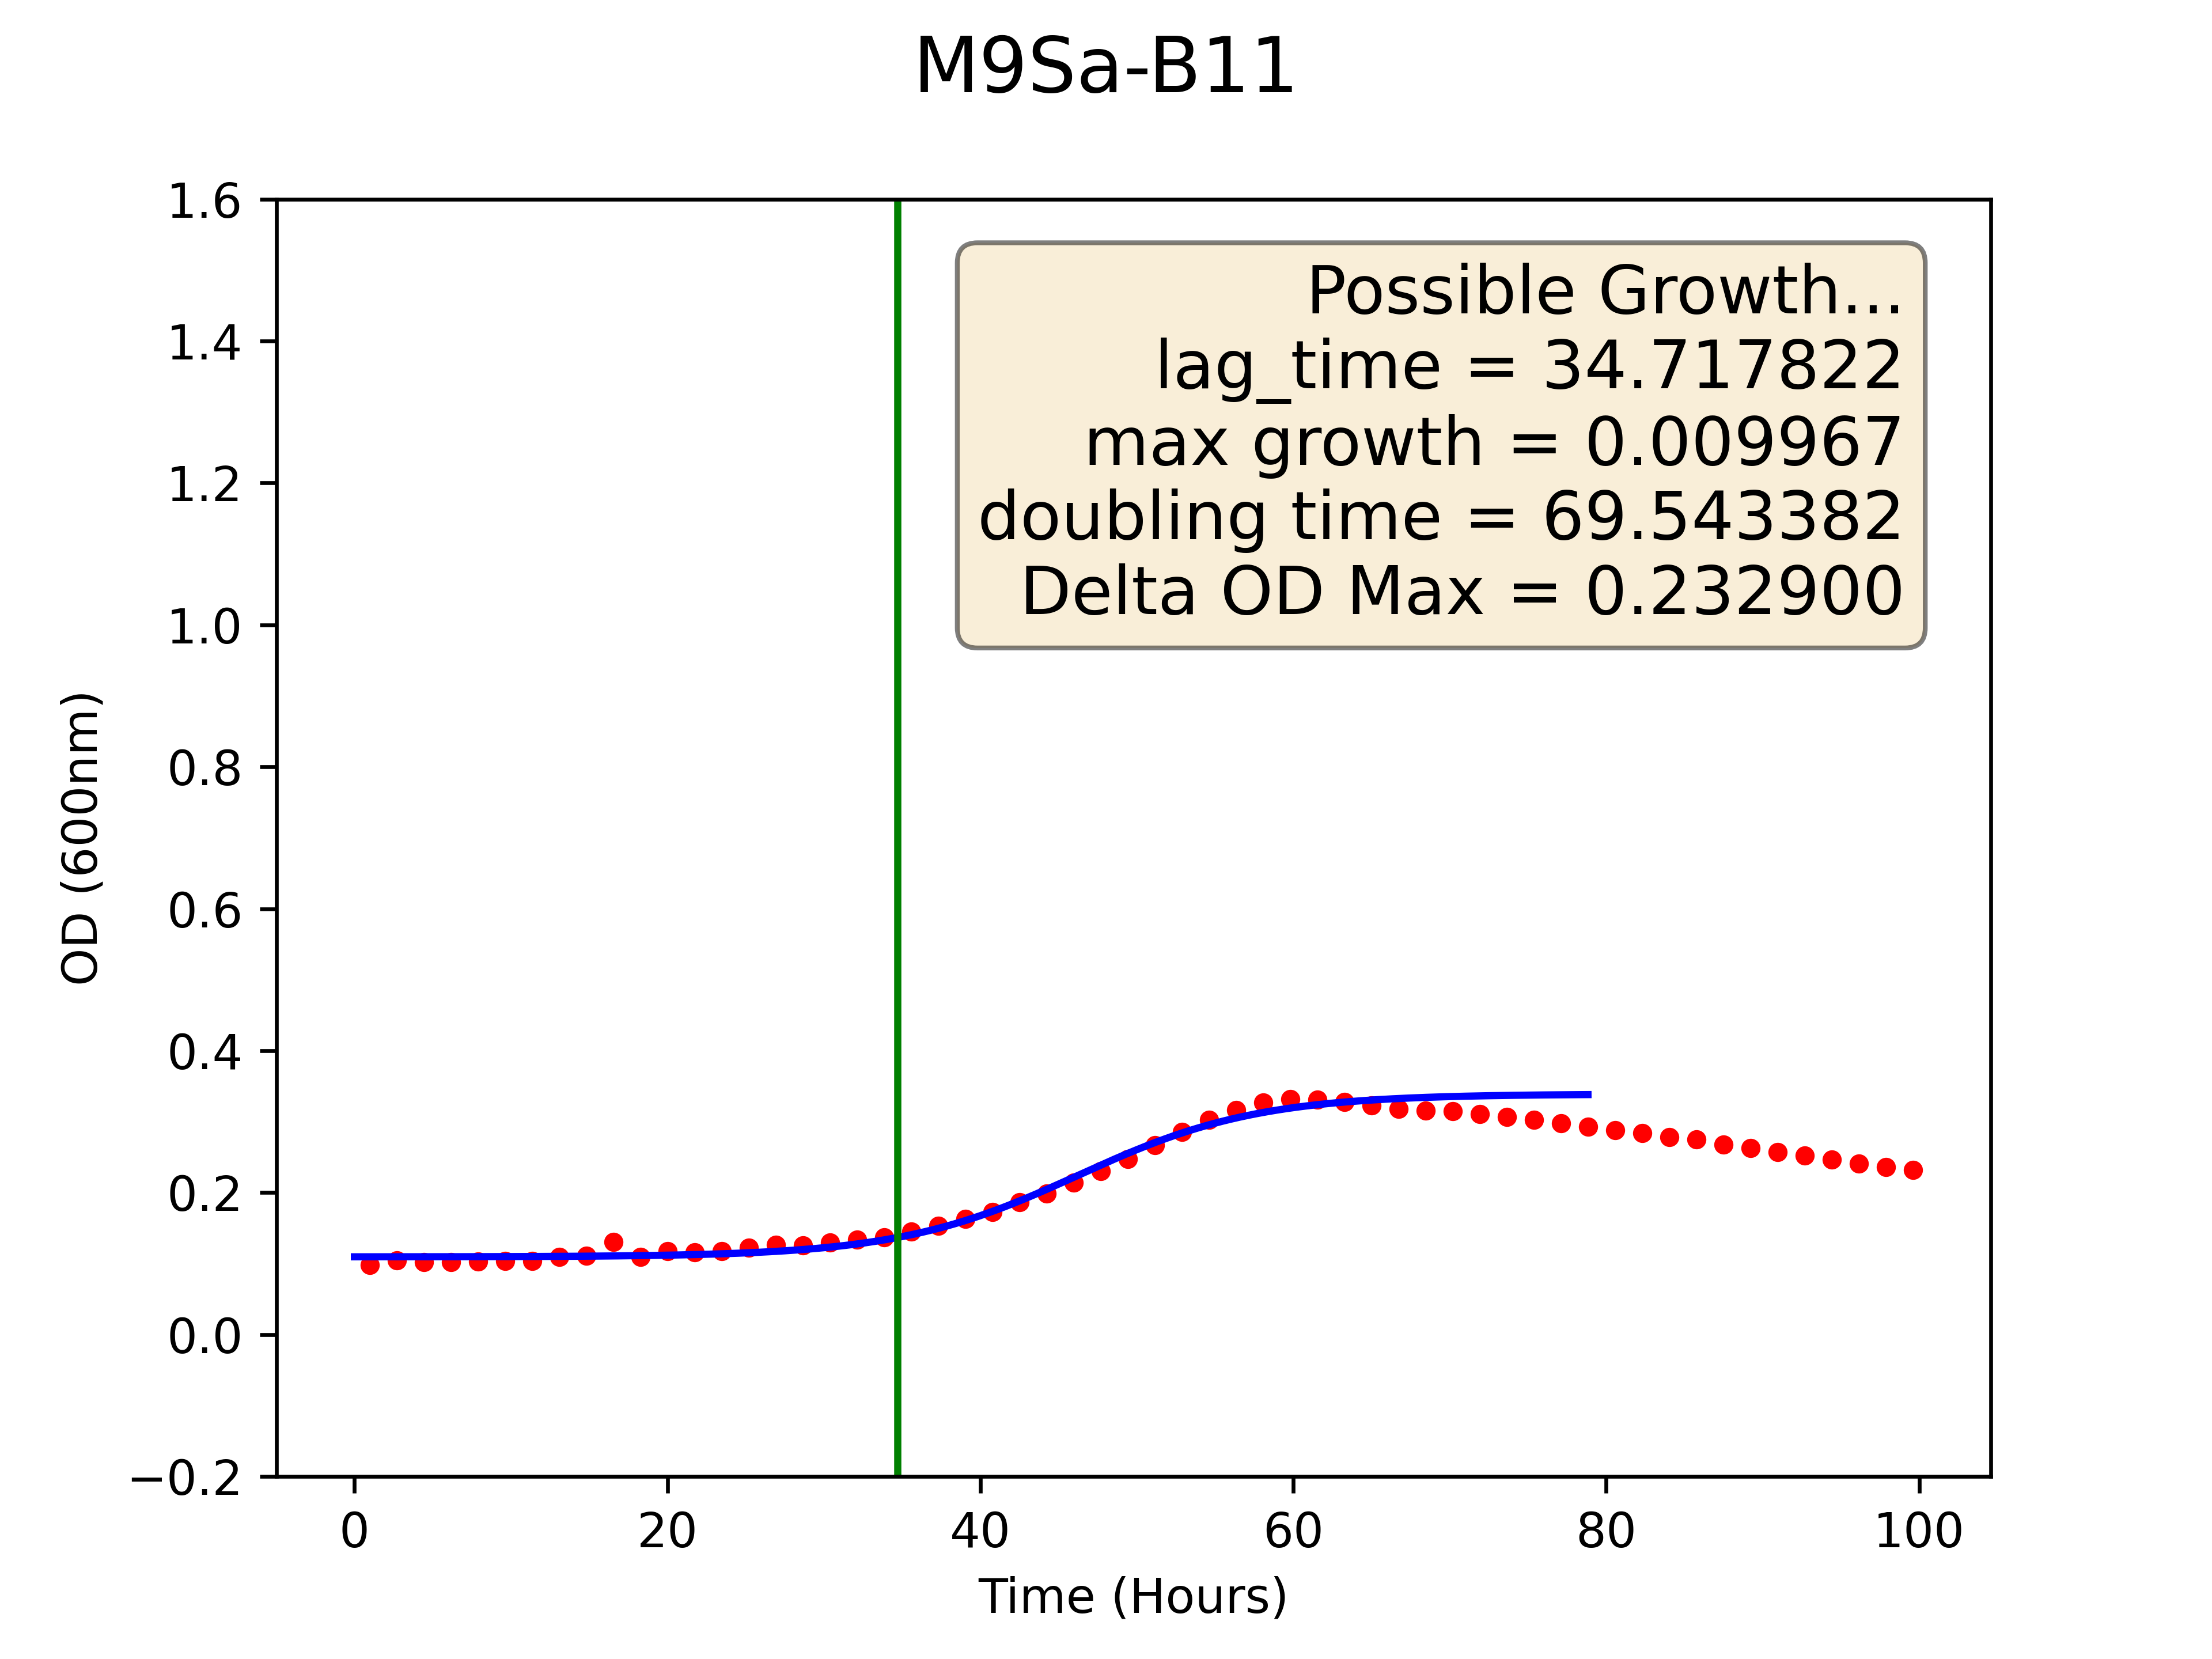 M9Sa-B11
1.6
1.4
1.2
1.0
0.8
0.6
0.4
0.2
0.0
−0.2
OD (600nm)
Possible Growth...
lag_time = 34.717822
max growth = 0.009967
doubling time = 69.543382
Delta OD Max = 0.232900
0 20 40 60 80 100
Time (Hours)